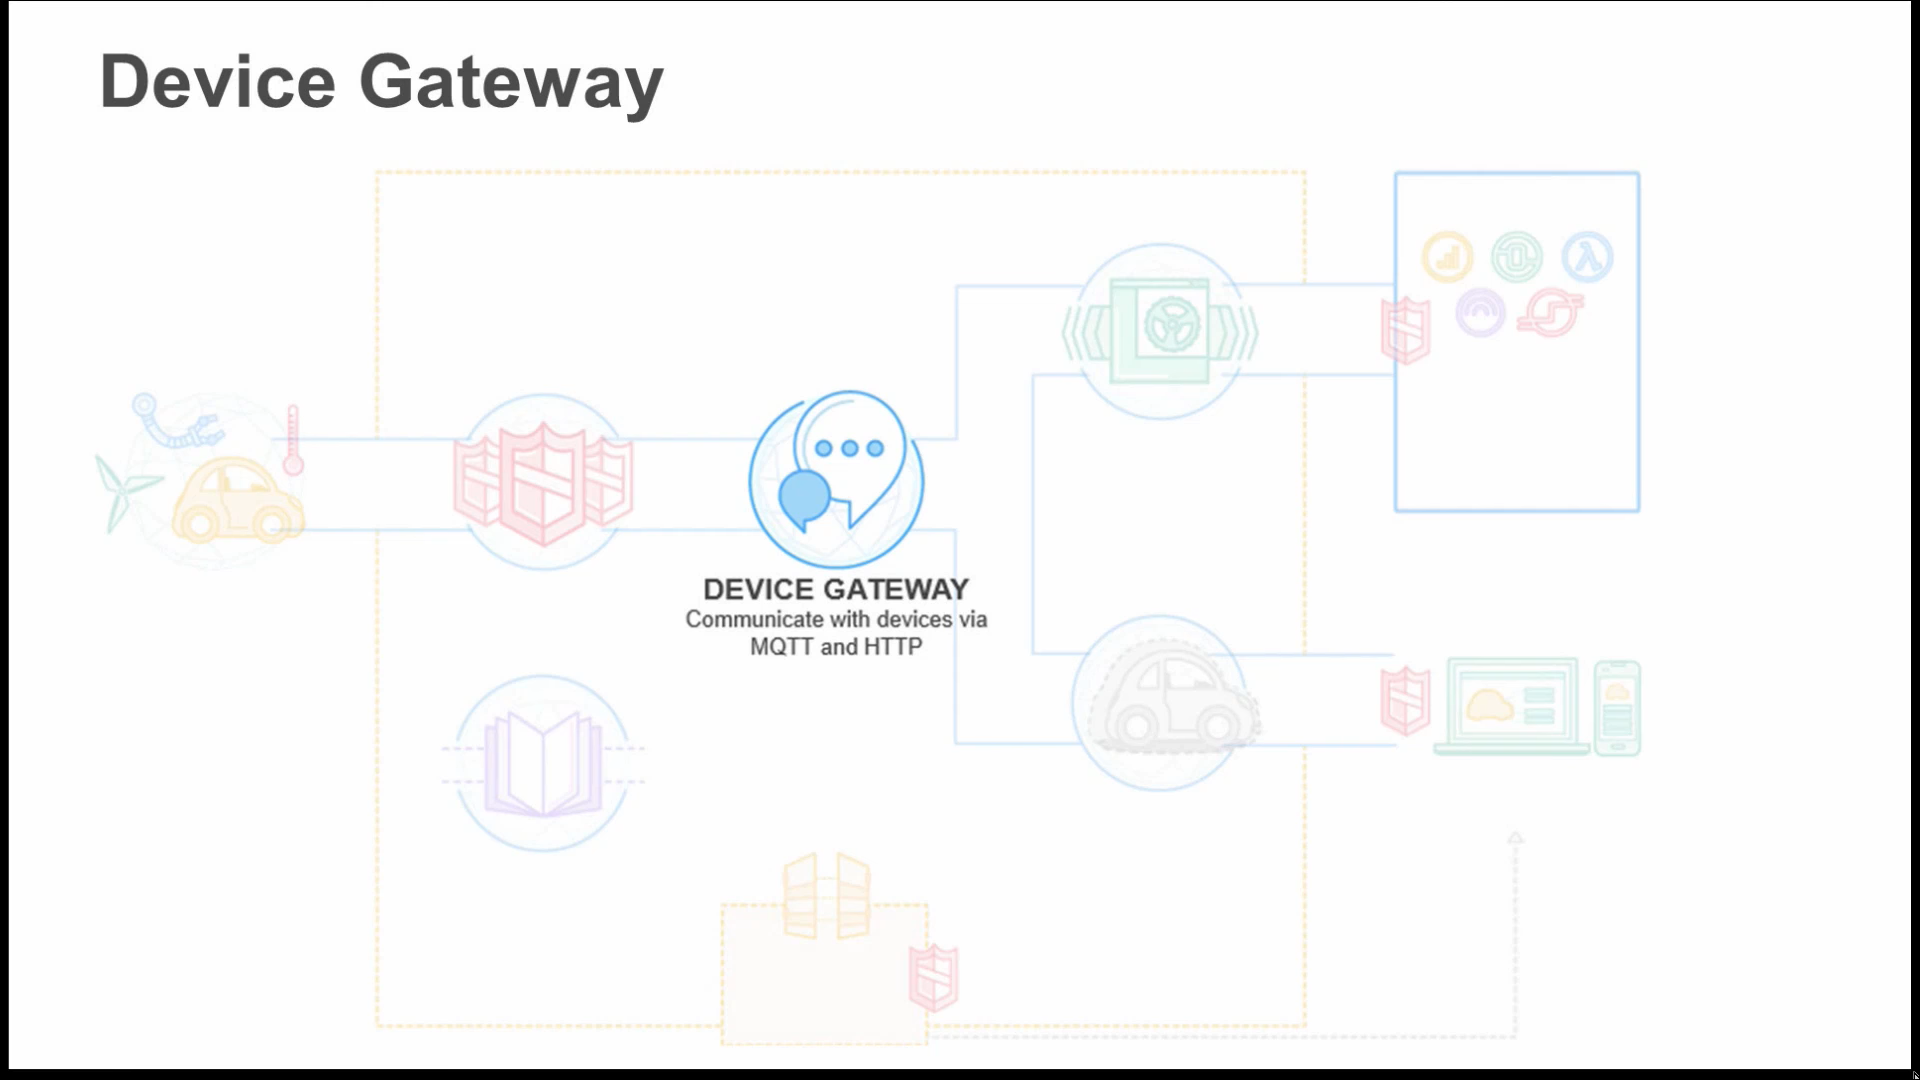 Device Gateway
DEVICE GATEWAY
Communicate with devices via
MQTT and HTTP